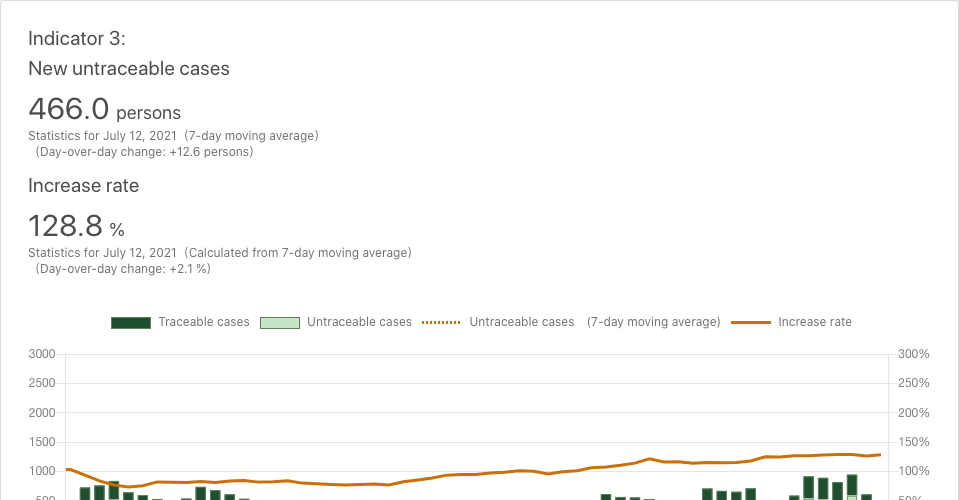 Indicator 3:
New untraceable cases
466.0 persons
Statistics for July 12, 2021 (7-day moving average)
(Day-over-day change: +12.6 persons)
Increase rate
128.8 %
Statistics for July 12, 2021 (Calculated from 7-day moving average)
(Day-over-day change: +2.1 %)
Traceable cases Untraceable cases Untraceable cases (7-day moving average) Increase rate
3000 300%
2500 250%
2000 200%
1500 150%
1000 100%
500 50%